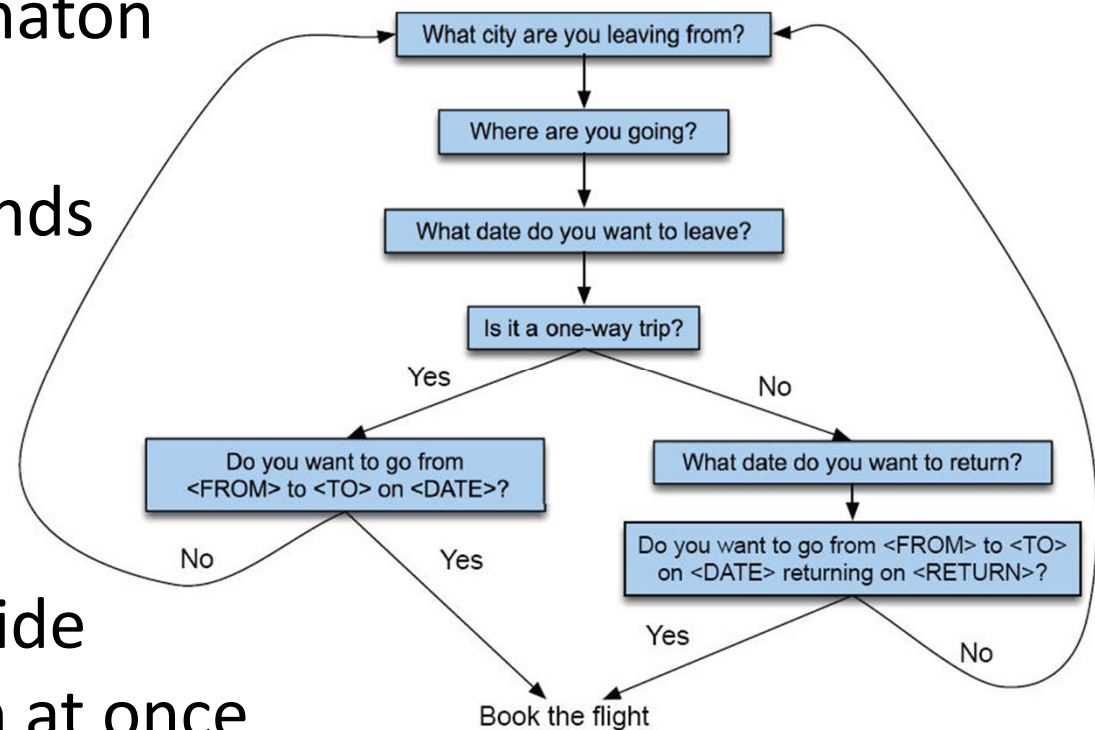 naton
nds
ide
at once
What city are you leaving from?
Where are you going?
What date do you want to leave?
Is it a one-way trip?
Yes
No
Do you want to go from
<FROM> to <TO> on <DATE>?
What date do you want to return?
Do you want to go from <FROM> to <TO>
on <DATE> returning on <RETURN>?
No
Yes
Yes
No
Book the flight